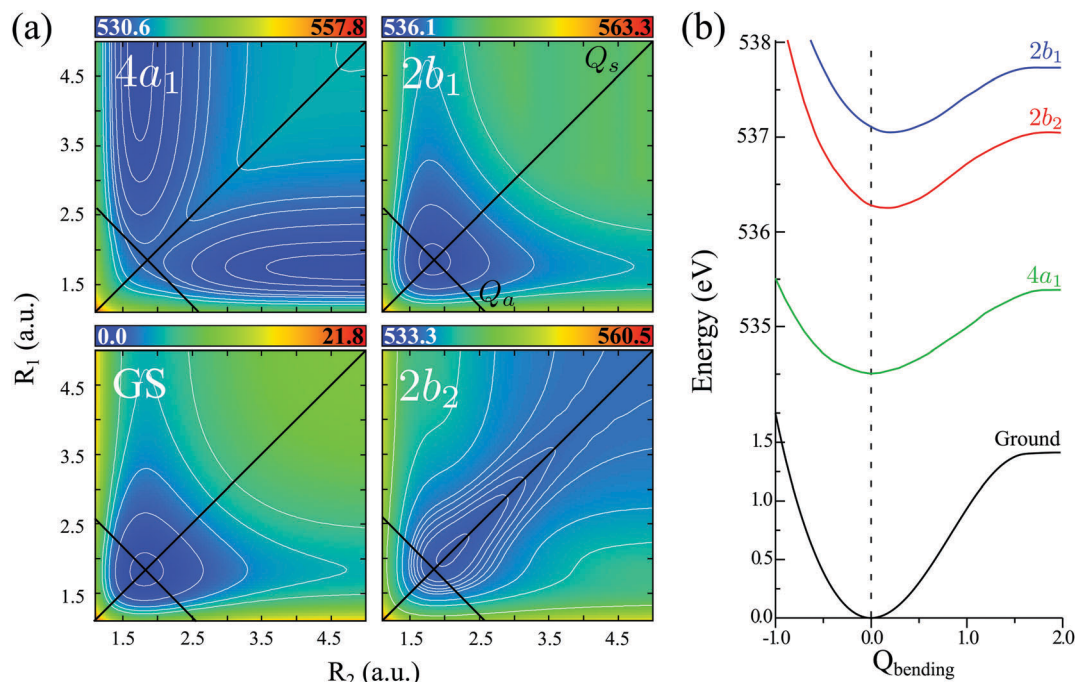 (a)
530.6 557.8
536.1 563.3
4a1
2b1
Qs
Qa
4.5
3.5
2.5
1.5
R1 (a.u.)
0.0 21.8
533.3 560.5
GS
2b2
4.5
3.5
2.5
1.5
1.5 2.5 3.5 4.5
1.5 2.5 3.5 4.5
R2 (a.u.)
(b)
538
537
536
535
1.5
1.0
0.5
0.0
Energy (eV)
2b1
2b2
4a1
Ground
-1.0 0.0 1.0 2.0
Qbending